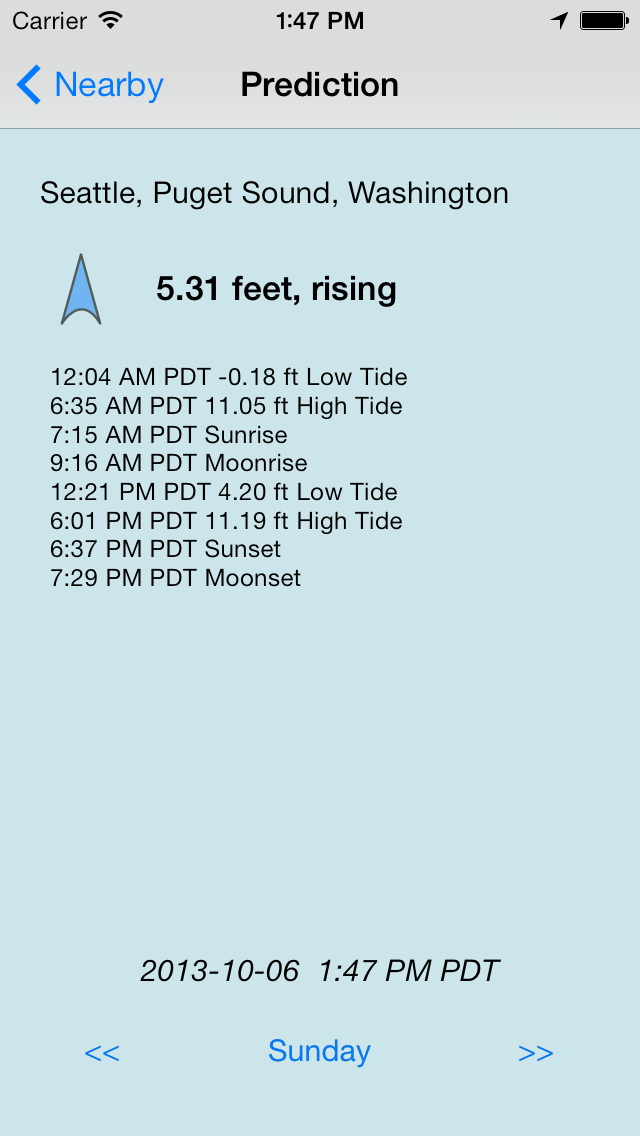 Carrier 1:47 PM
Nearby Prediction
Seattle, Puget Sound, Washington
5.31 feet, rising
12:04 AM PDT -0.18 ft Low Tide
6:35 AM PDT 11.05 ft High Tide
7:15 AM PDT Sunrise
9:16 AM PDT Moonrise
12:21 PM PDT 4.20 ft Low Tide
6:01 PM PDT 11.19 ft High Tide
6:37 PM PDT Sunset
7:29 PM PDT Moonset
2013-10-06 1:47 PM PDT
<< Sunday >>